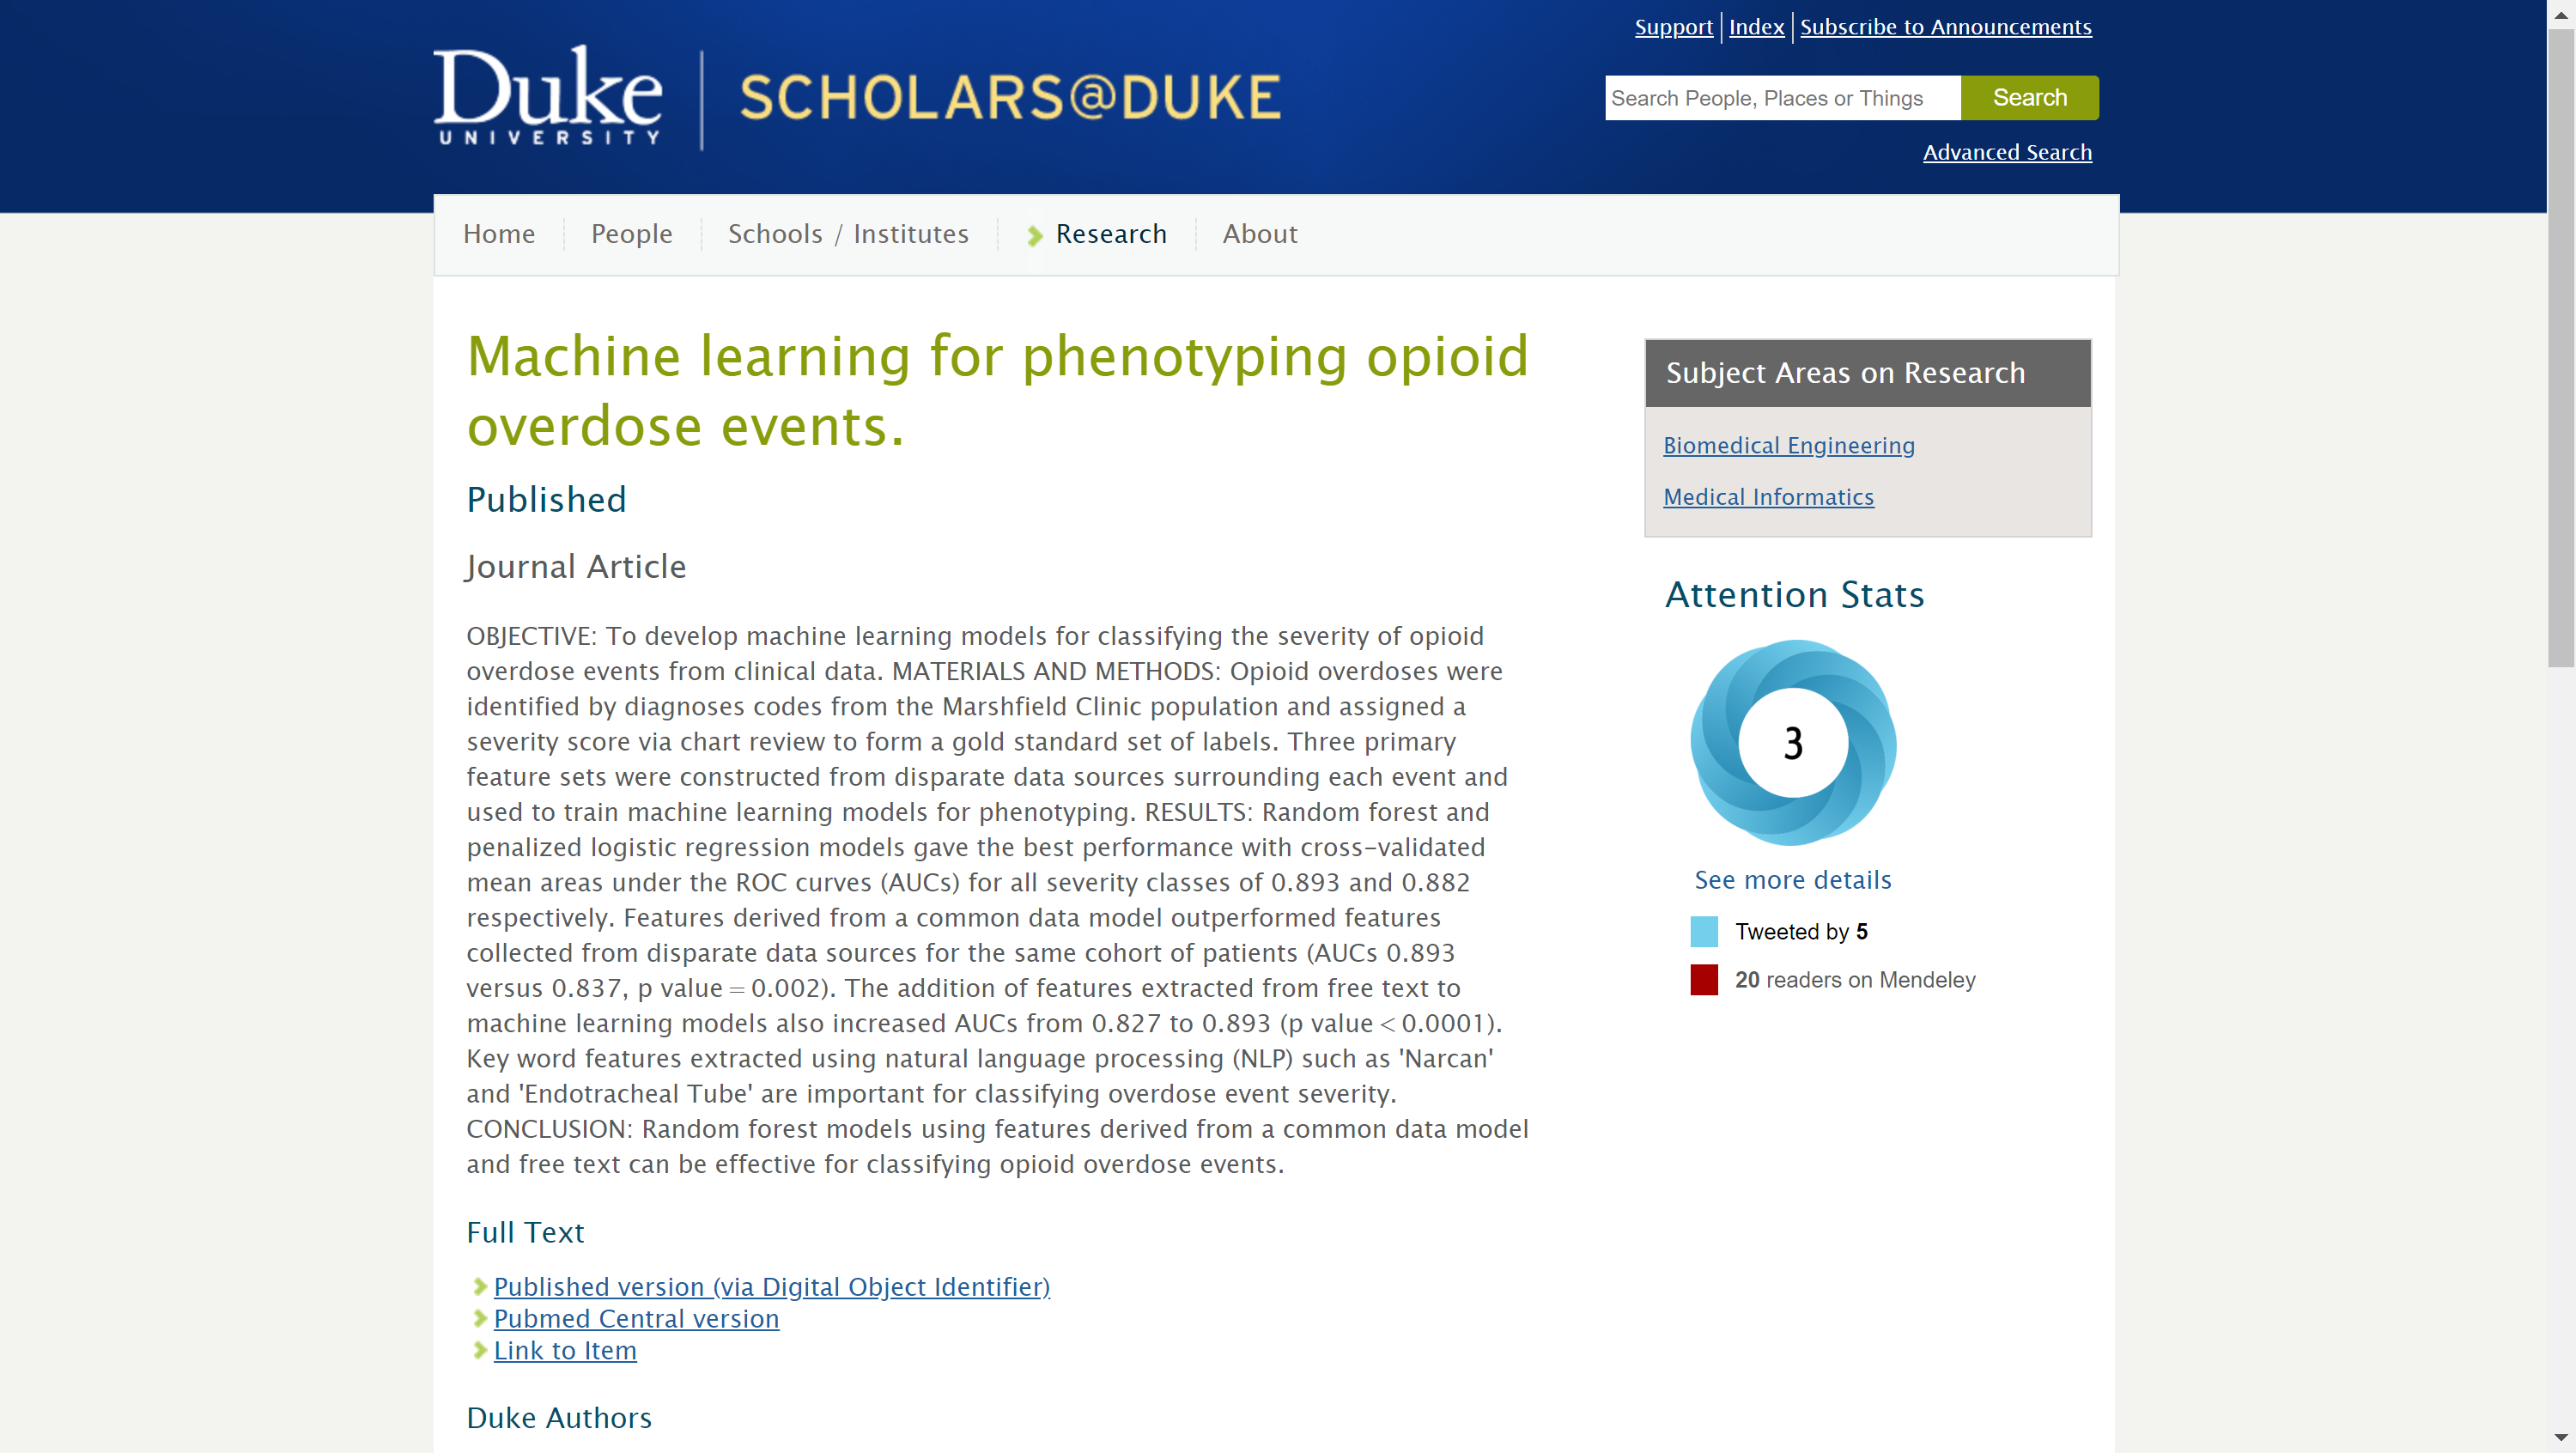 Support
Index
Subscribe to Announcements
Duke
UNIVERSITY
SCHOLARS@DUKE
Search People, Places or Things
Search
Advanced Search
Home
People
Schools / Institutes
Research
About
Machine learning for phenotyping opioid
overdose events.
Published
Journal Article
OBJECTIVE: To develop machine learning models for classifying the severity of opioid
overdose events from clinical data. MATERIALS AND METHODS: Opioid overdoses were
identified by diagnoses codes from the Marshfield Clinic population and assigned a
severity score via chart review to form a gold standard set of labels. Three primary
feature sets were constructed from disparate data sources surrounding each event and
used to train machine learning models for phenotyping. RESULTS: Random forest and
penalized logistic regression models gave the best performance with cross-validated
mean areas under the ROC curves (AUCs) for all severity classes of 0.893 and 0.882
respectively. Features derived from a common data model outperformed features
collected from disparate data sources for the same cohort of patients (AUCs 0.893
versus 0.837, p value = 0.002). The addition of features extracted from free text to
machine learning models also increased AUCs from 0.827 to 0.893 (p value < 0.0001).
Key word features extracted using natural language processing (NLP) such as 'Narcan'
and 'Endotracheal Tube' are important for classifying overdose event severity.
CONCLUSION: Random forest models using features derived from a common data model
and free text can be effective for classifying opioid overdose events.
Full Text
Published version (via Digital Object Identifier)
Pubmed Central version
Link to Item
Duke Authors
Subject Areas on Research
Biomedical Engineering
Medical Informatics
Attention Stats
3
See more details
Tweeted by 5
20 readers on Mendeley